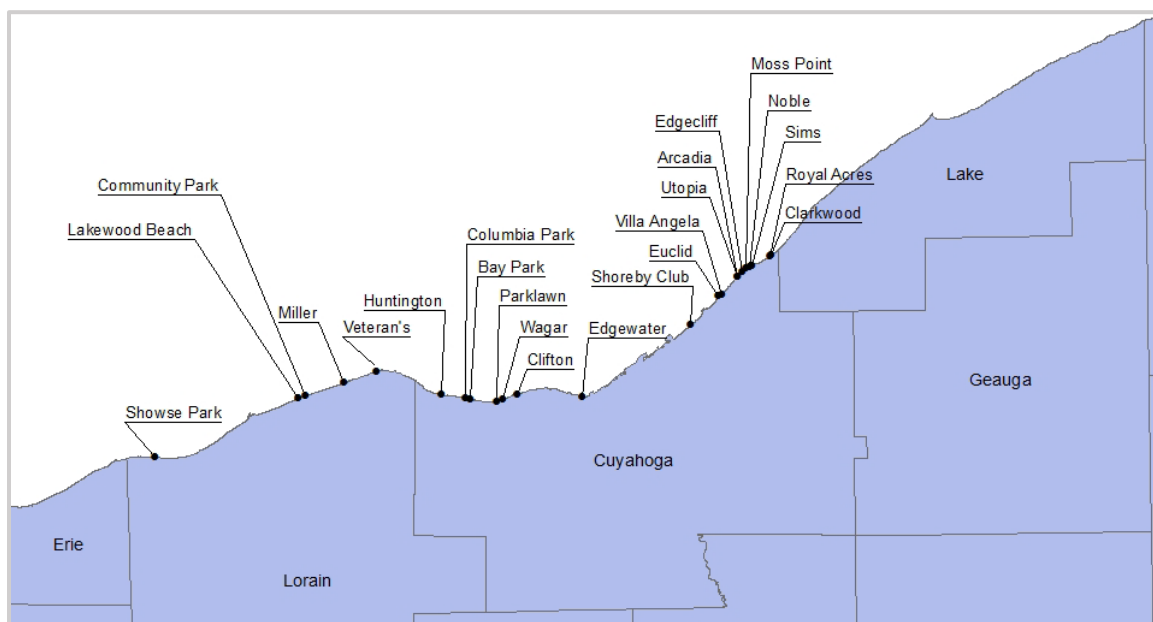 Moss Point
Noble
Edgecliff
Sims
Arcadia
Royal Acres
Lake
Community Park
Utopia
Clarkwood
Lakewood Beach
Villa Angela
Columbia Park
Euclid
Bay Park
Shoreby Club
Huntington
Parklawn
Miller
Veteran's
Wagar
Edgewater
Clifton
Geauga
Showse Park
Cuyahoga
Erie
Lorain